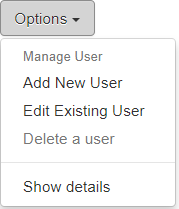 Options
Manage User
Add New User
Edit Existing User
Delete a user
Show details